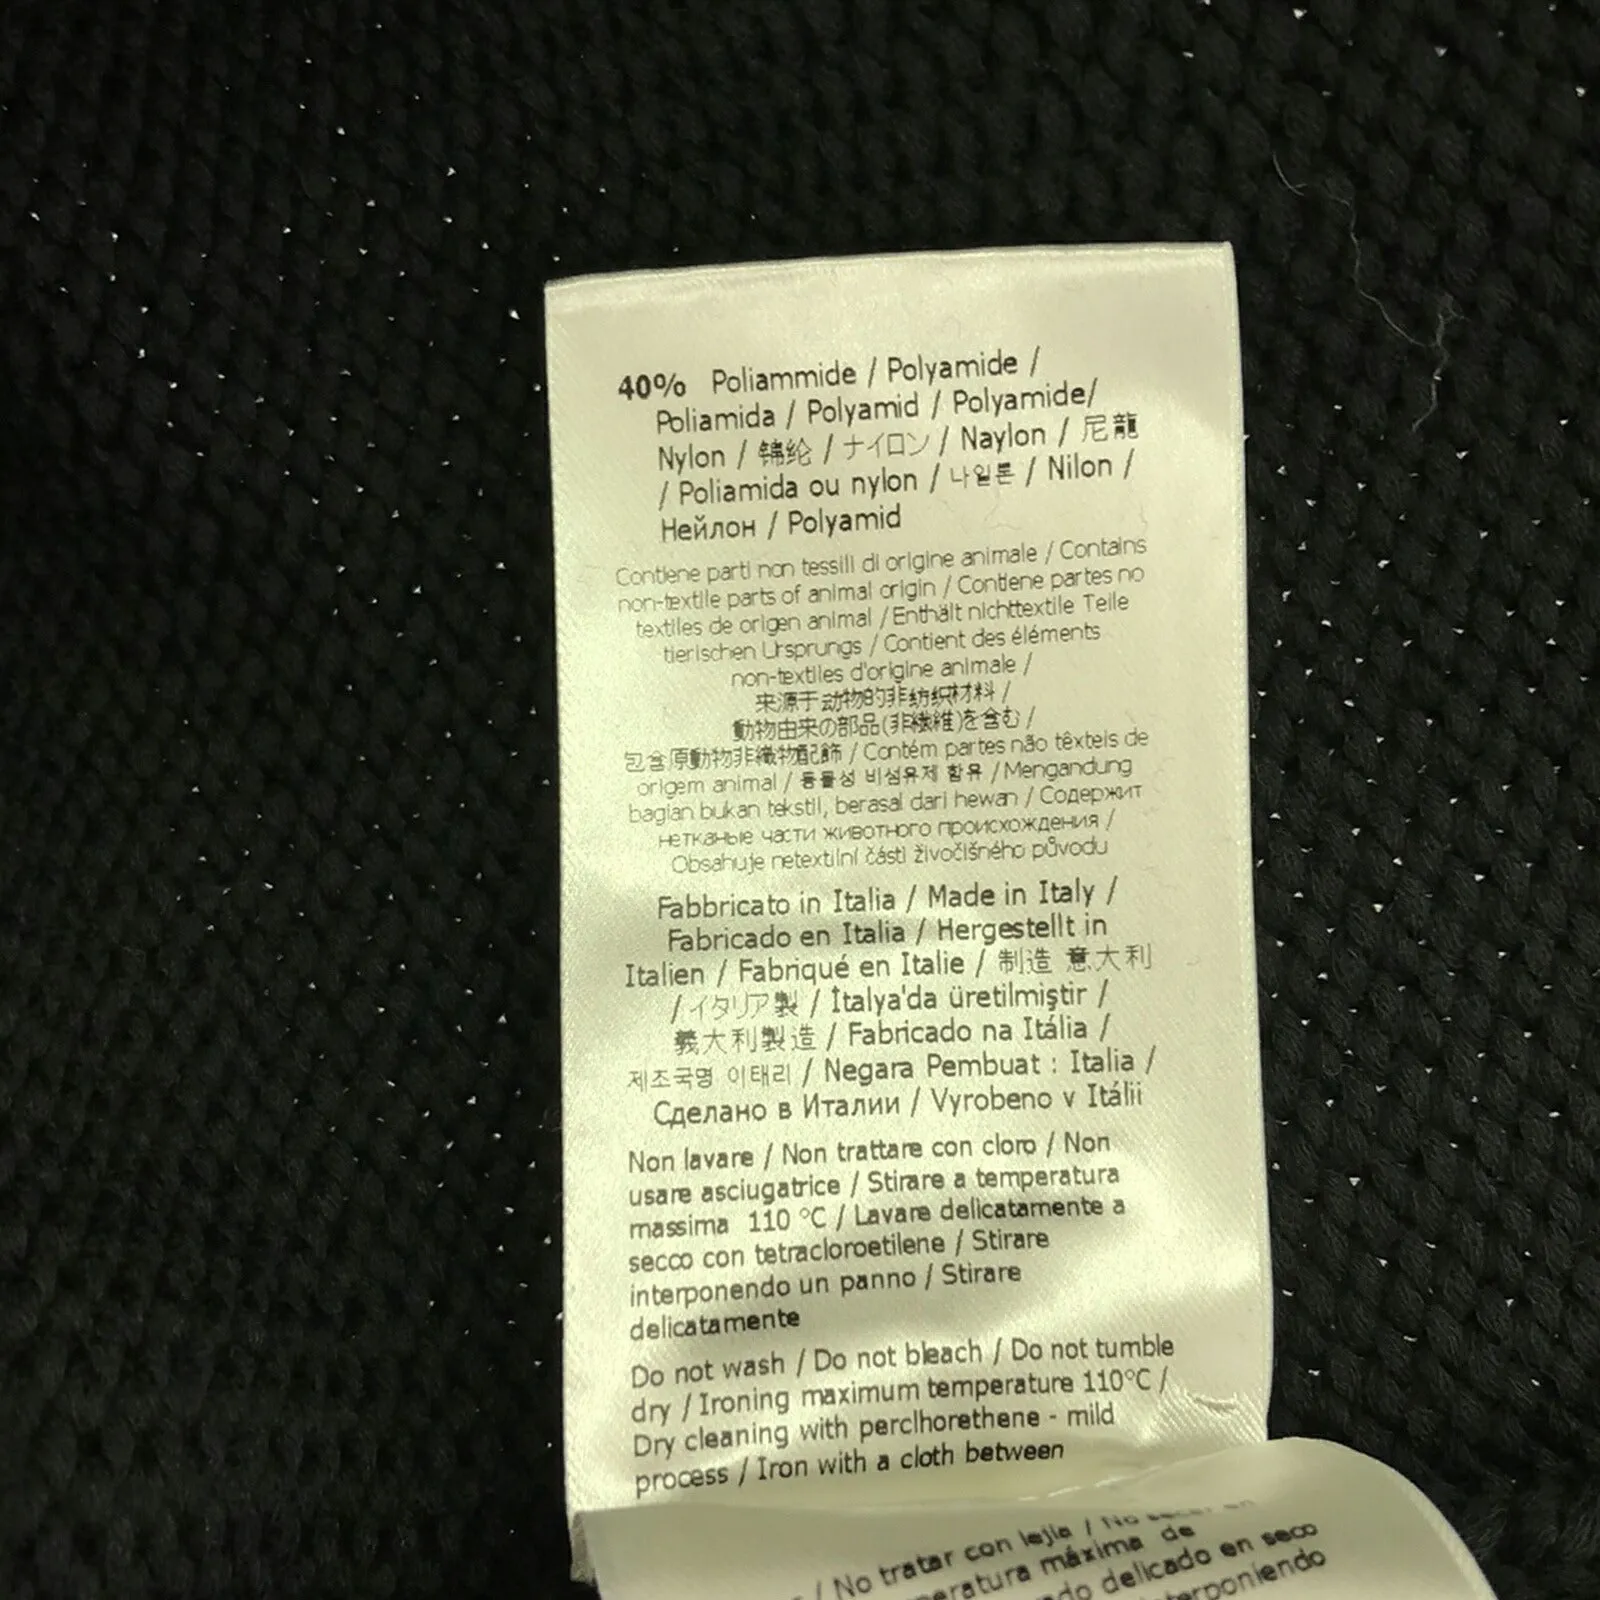 40% Poliammide / Polyamide /
Poliamida / Polyamid / Polyamide/
Nylon / 锦纶 / ナイロン / Naylon / 尼龍
/ Poliamida ou nylon / 나일론 / Nilon /
Нейлон / Polyamid
Contiene parti non tessili di origine animale / Contains
non-textile parts of animal origin / Contiene partes no
textiles de origen animal / Enthält nichttextile Teile
tierischen Ursprungs / Contient des éléments
non-textiles d'origine animale /
来源于动物的非纺织材料 /
動物由来の部品(非繊維)を含む /
包含原動物非織物配飾 / Contém partes não têxteis de
origem animal / 동물성 비섬유제 함유 / Mengandung
bagian bukan tekstil, berasal dari hewan / Содержит
нетканые части животного происхождения /
Obsahuje netextilní části živočišného původu
Fabbricato in Italia / Made in Italy /
Fabricado en Italia / Hergestellt in
Italien / Fabriqué en Italie / 制造 意大利
/ イタリア製 / İtalya'da üretilmiştir /
義大利製造 / Fabricado na Itália /
제조국명 이태리 / Negara Pembuat : Italia /
Сделано в Италии / Vyrobeno v Itálii
Non lavare / Non trattare con cloro / Non
usare asciugatrice / Stirare a temperatura
massima 110 °C / Lavare delicatamente a
secco con tetracloroetilene / Stirare
interponendo un panno / Stirare
delicatamente
Do not wash / Do not bleach / Do not tumble
dry / Ironing maximum temperature 110°C /
Dry cleaning with perclhorethene - mild
process / Iron with a cloth between
/ No tratar con lejía / No
máxima de
delicado en seco